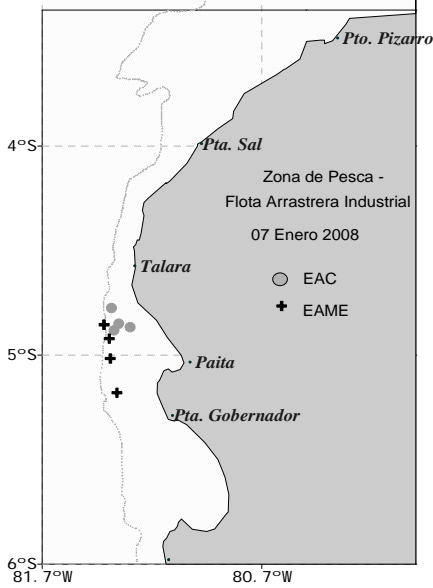 Pto. Pizarro
4°S
Pta. Sal
Zona de Pesca -
Flota Arrastrera Industrial
07 Enero 2008
Talara
EAC
EAME
5°S
Paita
Pta. Gobernador
6°S
81.7°W
80.7°W